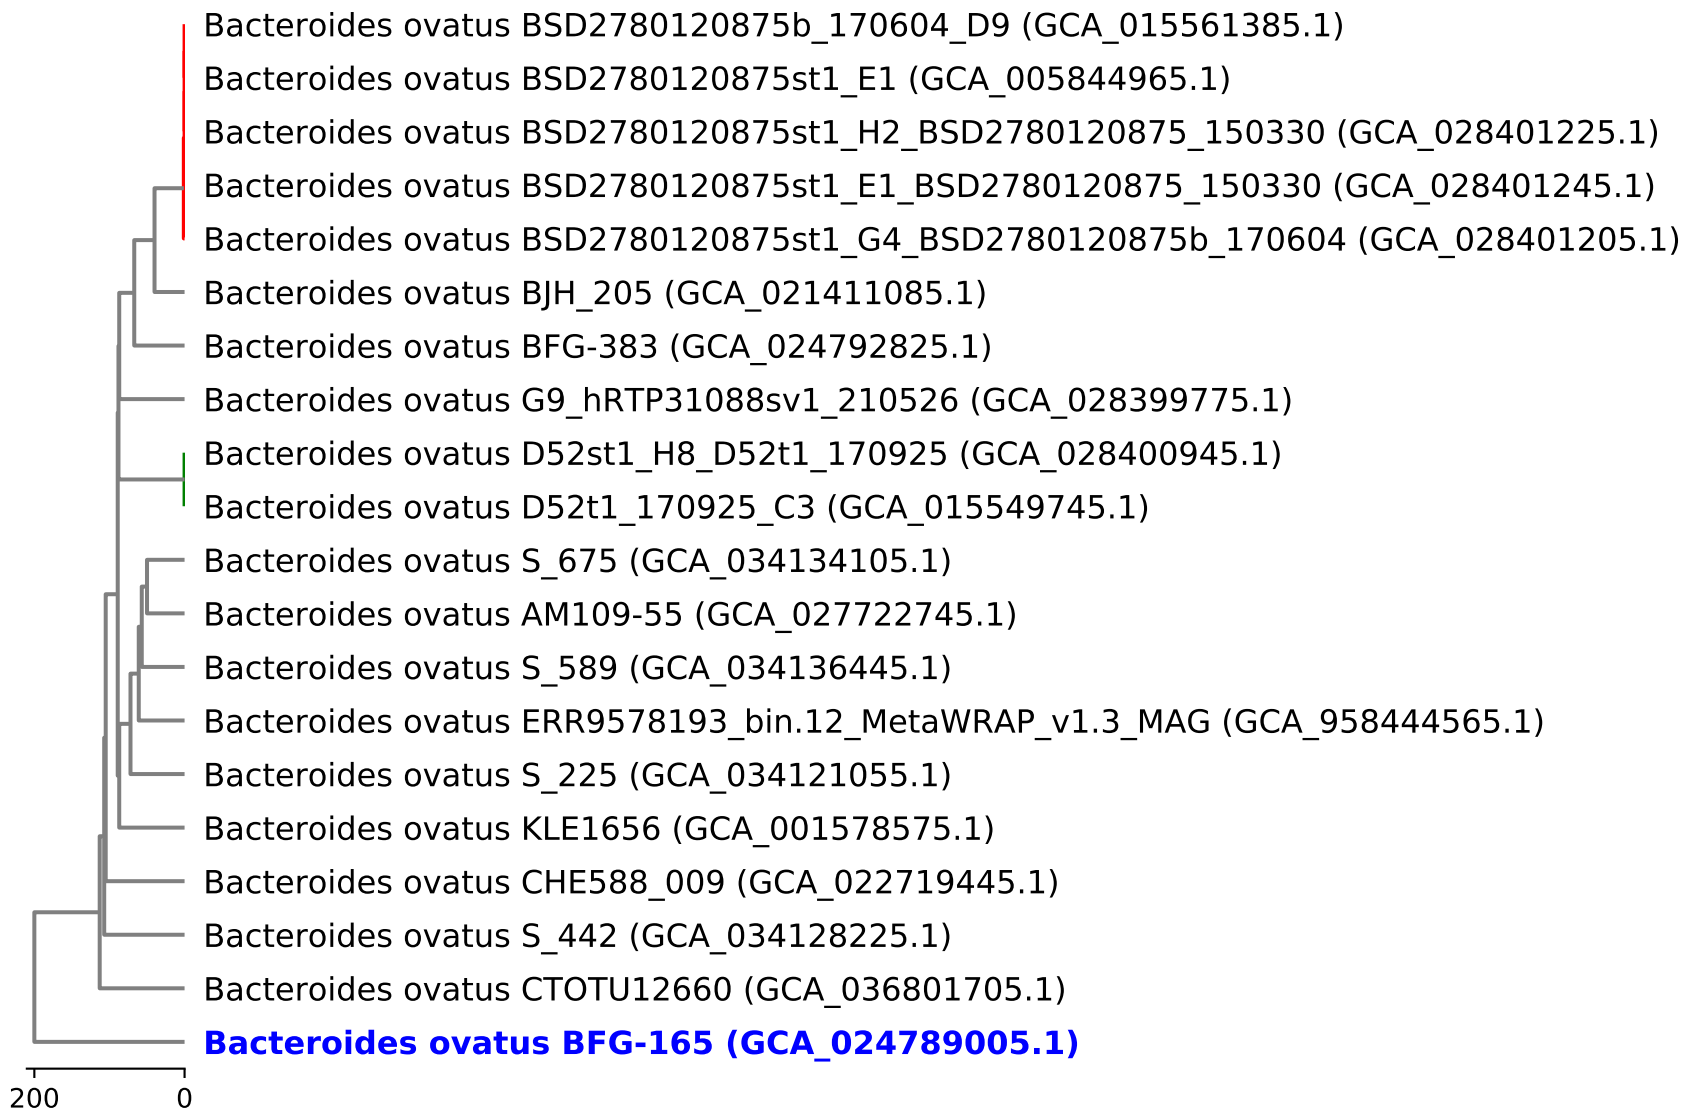 Bacteroides ovatus BSD2780120875b_170604_D9 (GCA_015561385.1)
Bacteroides ovatus BSD2780120875st1_E1 (GCA_005844965.1)
Bacteroides ovatus BSD2780120875st1_H2_BSD2780120875_150330 (GCA_028401225.1)
Bacteroides ovatus BSD2780120875st1_E1_BSD2780120875_150330 (GCA_028401245.1)
Bacteroides ovatus BSD2780120875st1_G4_BSD2780120875b_170604 (GCA_028401205.1)
Bacteroides ovatus BJH_205 (GCA_021411085.1)
Bacteroides ovatus BFG-383 (GCA_024792825.1)
Bacteroides ovatus G9_hRTP31088sv1_210526 (GCA_028399775.1)
Bacteroides ovatus D52st1_H8_D52t1_170925 (GCA_028400945.1)
Bacteroides ovatus D52t1_170925_C3 (GCA_015549745.1)
Bacteroides ovatus S_675 (GCA_034134105.1)
Bacteroides ovatus AM109-55 (GCA_027722745.1)
Bacteroides ovatus S_589 (GCA_034136445.1)
Bacteroides ovatus ERR9578193_bin.12_MetaWRAP_v1.3_MAG (GCA_958444565.1)
Bacteroides ovatus S_225 (GCA_034121055.1)
Bacteroides ovatus KLE1656 (GCA_001578575.1)
Bacteroides ovatus CHE588_009 (GCA_022719445.1)
Bacteroides ovatus S_442 (GCA_034128225.1)
Bacteroides ovatus CTOTU12660 (GCA_036801705.1)
Bacteroides ovatus BFG-165 (GCA_024789005.1)
200 0